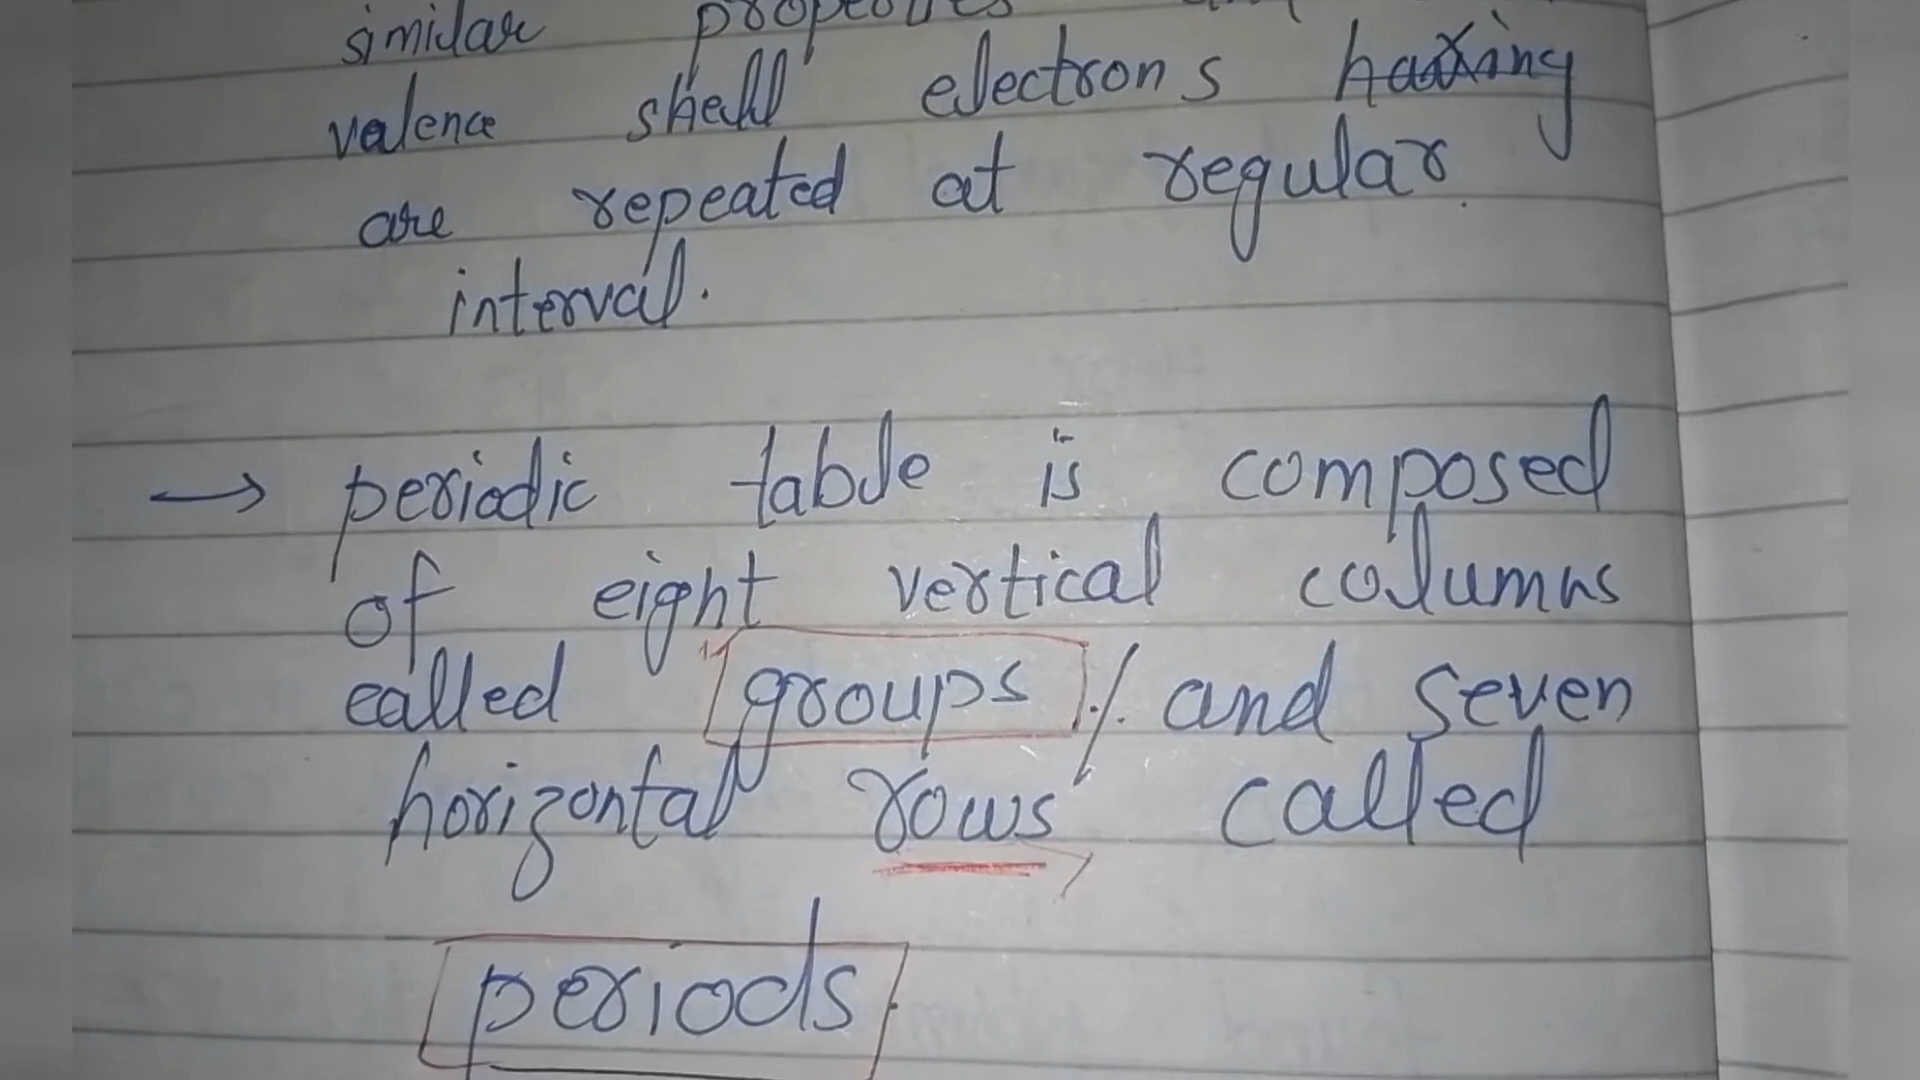 similar properties
valence shell electrons having
are repeated at regular
interval.
→ periodic table is composed
of eight vertical columns
called groups / and seven
horizontal rows called
periods